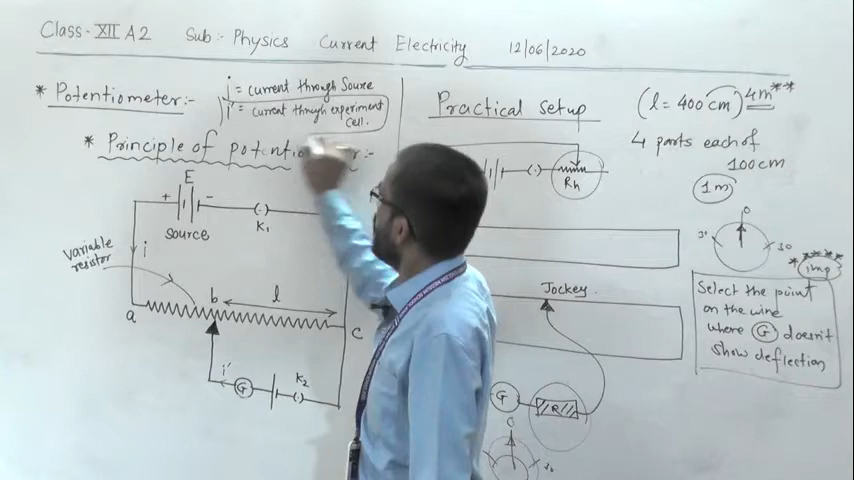 Class - XII A2 Sub:- Physics Current Electricity 12/06/2020
* Potentiometer:-
i = current through Source
i' = current through experiment
cell.
* Principle of
E
+ -
source
K1
i
variable
resistor
a
b
l
c
i'
G
K2
Practical Setup
(l = 400 cm) 4m**
4 parts each of
100cm
1m
Rh
0
30
30
Jockey
G
R
0
30
**** imp
Select the point
on the wire
where G doesn't
show deflection